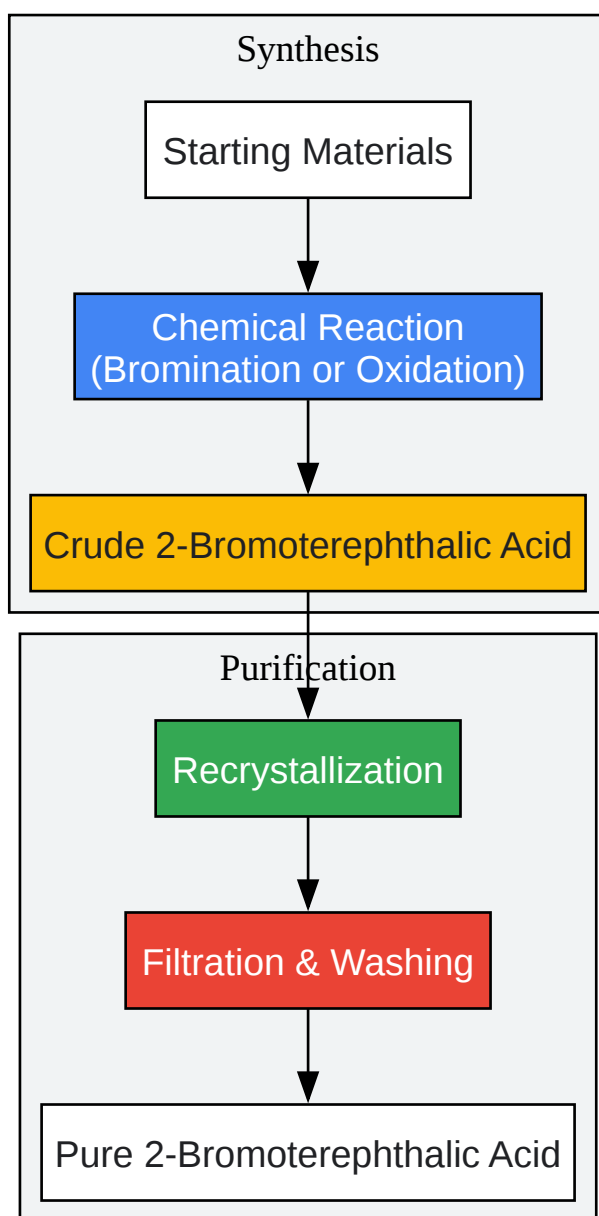 Synthesis
Starting Materials
Chemical Reaction
(Bromination or Oxidation)
Crude 2-Bromoterephthalic Acid
Purification
Recrystallization
Filtration & Washing
Pure 2-Bromoterephthalic Acid